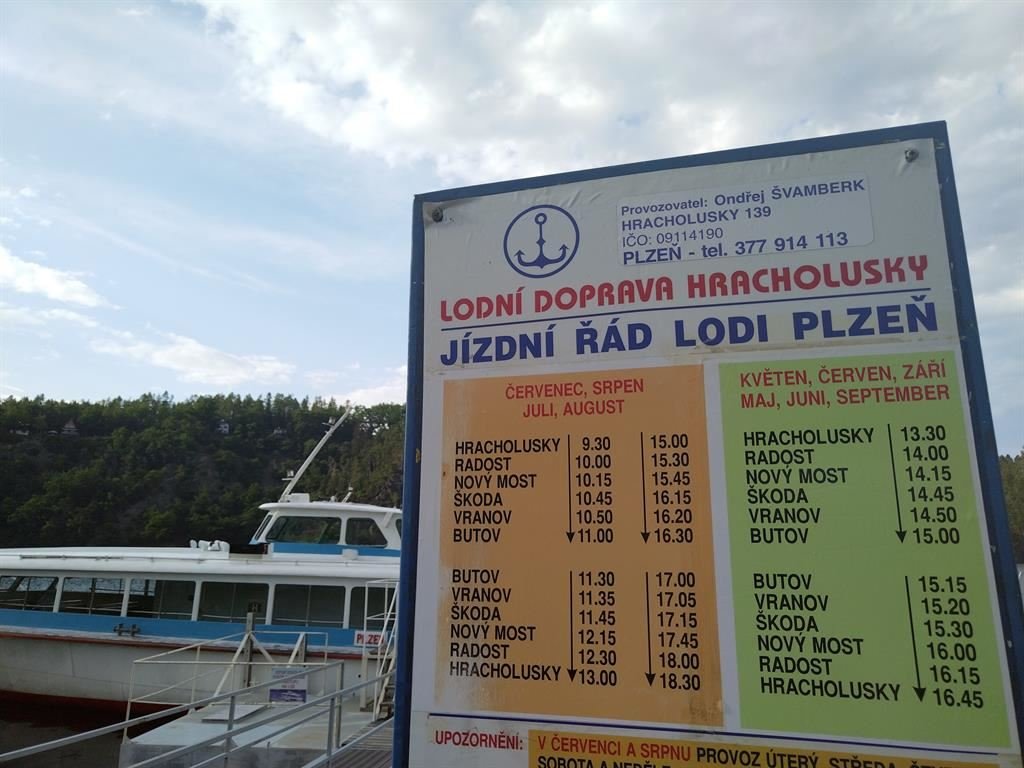 Provozovatel: Ondřej ŠVAMBERK
HRACHOLUSKY 139
IČO: 09114190
PLZEŇ - tel. 377 914 113
LODNÍ DOPRAVA HRACHOLUSKY
JÍZDNÍ ŘÁD LODI PLZEŇ
ČERVENEC, SRPEN
JULI, AUGUST
HRACHOLUSKY 9.30 15.00
RADOST 10.00 15.30
NOVÝ MOST 10.15 15.45
ŠKODA 10.45 16.15
VRANOV 10.50 16.20
BUTOV 11.00 16.30
BUTOV 11.30 17.00
VRANOV 11.35 17.05
ŠKODA 11.45 17.15
NOVÝ MOST 12.15 17.45
RADOST 12.30 18.00
HRACHOLUSKY 13.00 18.30
KVĚTEN, ČERVEN, ZÁŘÍ
MAJ, JUNI, SEPTEMBER
HRACHOLUSKY 13.30
RADOST 14.00
NOVÝ MOST 14.15
ŠKODA 14.45
VRANOV 14.50
BUTOV 15.00
BUTOV 15.15
VRANOV 15.20
ŠKODA 15.30
NOVÝ MOST 16.00
RADOST 16.15
HRACHOLUSKY 16.45
UPOZORNĚNÍ: V ČERVENCI A SRPNU PROVOZ ÚTERÝ, STŘEDA,
SOBOTA A NEDĚLE
PLZEŇ